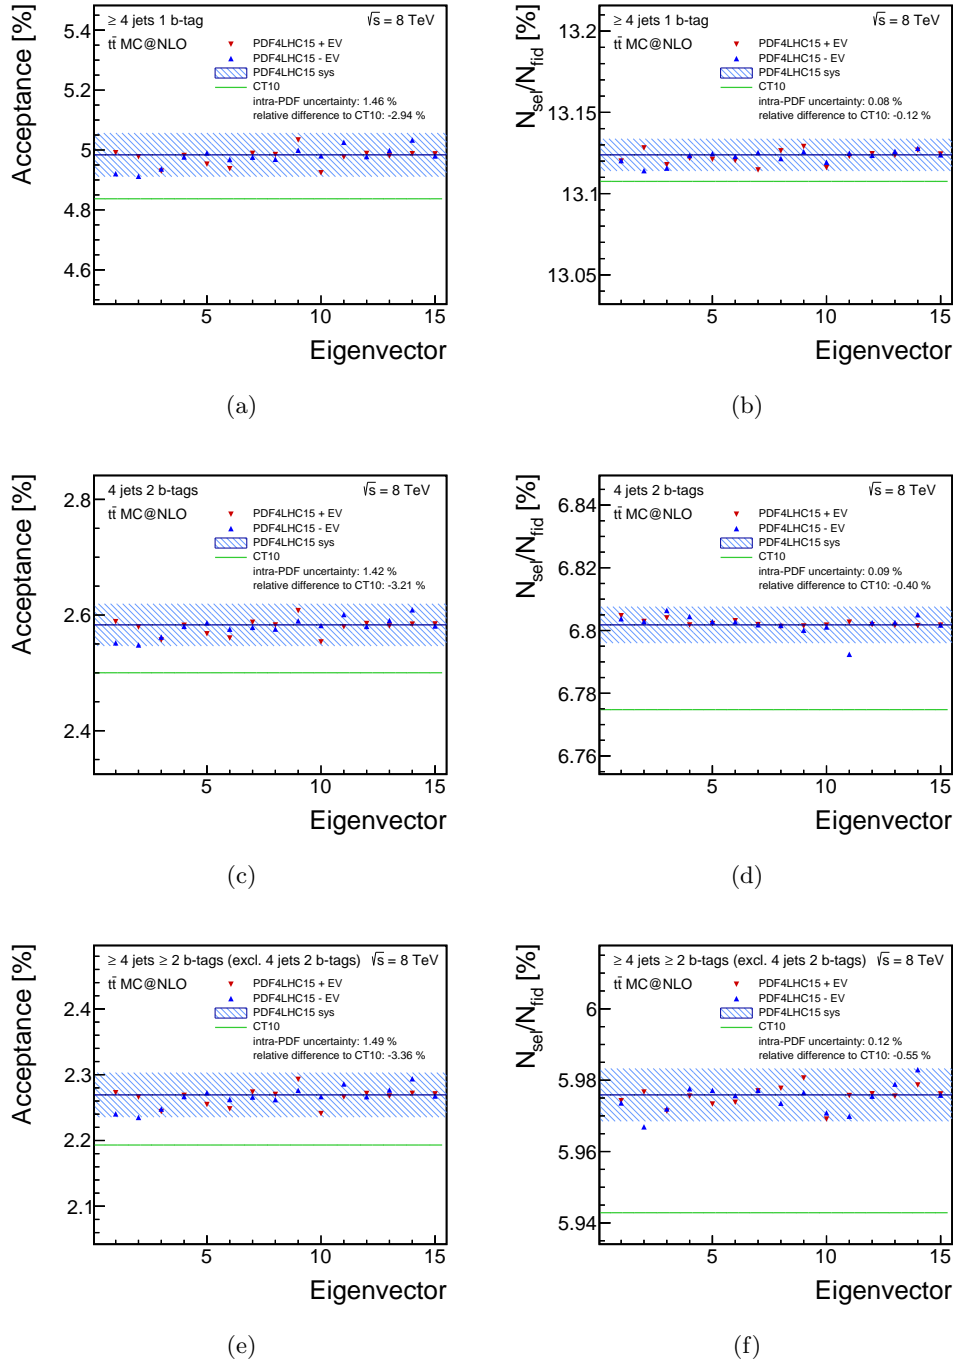 ≥ 4 jets 1 b-tag √s = 8 TeV
tt̄ MC@NLO
PDF4LHC15 + EV
PDF4LHC15 - EV
PDF4LHC15 sys
CT10
intra-PDF uncertainty: 1.46 %
relative difference to CT10: -2.94 %
Acceptance [%]
5.4
5.2
5
4.8
4.6
5 10 15
Eigenvector
(a)
≥ 4 jets 1 b-tag √s = 8 TeV
tt̄ MC@NLO
PDF4LHC15 + EV
PDF4LHC15 - EV
PDF4LHC15 sys
CT10
intra-PDF uncertainty: 0.08 %
relative difference to CT10: -0.12 %
N_sel/N_fid [%]
13.2
13.15
13.1
13.05
5 10 15
Eigenvector
(b)
4 jets 2 b-tags √s = 8 TeV
tt̄ MC@NLO
PDF4LHC15 + EV
PDF4LHC15 - EV
PDF4LHC15 sys
CT10
intra-PDF uncertainty: 1.42 %
relative difference to CT10: -3.21 %
Acceptance [%]
2.8
2.6
2.4
5 10 15
Eigenvector
(c)
4 jets 2 b-tags √s = 8 TeV
tt̄ MC@NLO
PDF4LHC15 + EV
PDF4LHC15 - EV
PDF4LHC15 sys
CT10
intra-PDF uncertainty: 0.09 %
relative difference to CT10: -0.40 %
N_sel/N_fid [%]
6.84
6.82
6.8
6.78
6.76
5 10 15
Eigenvector
(d)
≥ 4 jets ≥ 2 b-tags (excl. 4 jets 2 b-tags) √s = 8 TeV
tt̄ MC@NLO
PDF4LHC15 + EV
PDF4LHC15 - EV
PDF4LHC15 sys
CT10
intra-PDF uncertainty: 1.49 %
relative difference to CT10: -3.36 %
Acceptance [%]
2.4
2.3
2.2
2.1
5 10 15
Eigenvector
(e)
≥ 4 jets ≥ 2 b-tags (excl. 4 jets 2 b-tags) √s = 8 TeV
tt̄ MC@NLO
PDF4LHC15 + EV
PDF4LHC15 - EV
PDF4LHC15 sys
CT10
intra-PDF uncertainty: 0.12 %
relative difference to CT10: -0.55 %
N_sel/N_fid [%]
6
5.98
5.96
5.94
5 10 15
Eigenvector
(f)